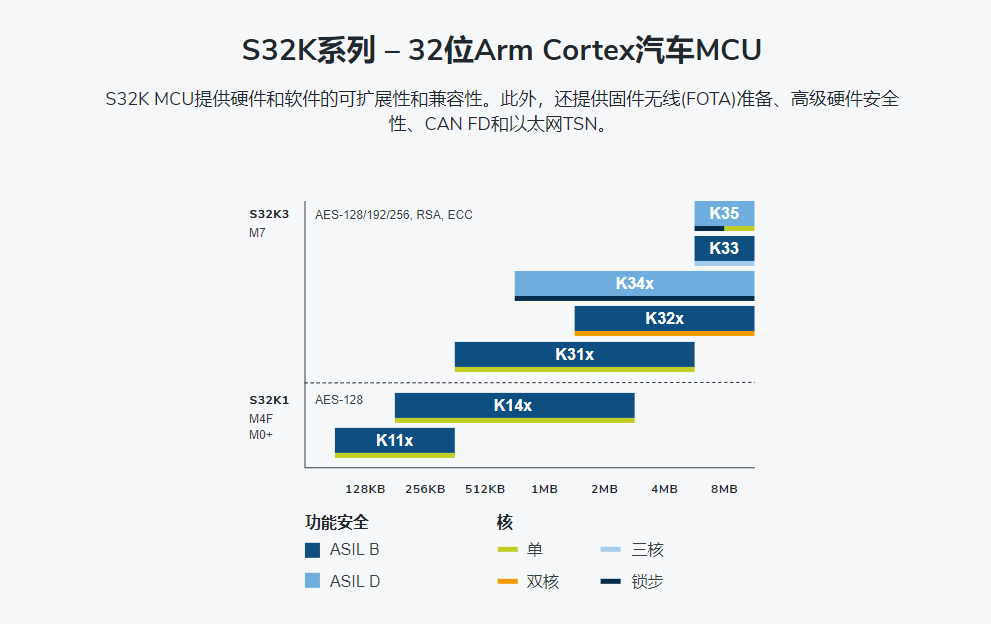 S32K系列 – 32位Arm Cortex汽车MCU
S32K MCU提供硬件和软件的可扩展性和兼容性。此外，还提供固件无线(FOTA)准备、高级硬件安全
性、CAN FD和以太网TSN。
S32K3
M7
AES-128/192/256, RSA, ECC
K35
K33
K34x
K32x
K31x
S32K1
M4F
M0+
AES-128
K14x
K11x
128KB 256KB 512KB 1MB 2MB 4MB 8MB
功能安全 核
ASIL B 单 三核
ASIL D 双核 锁步